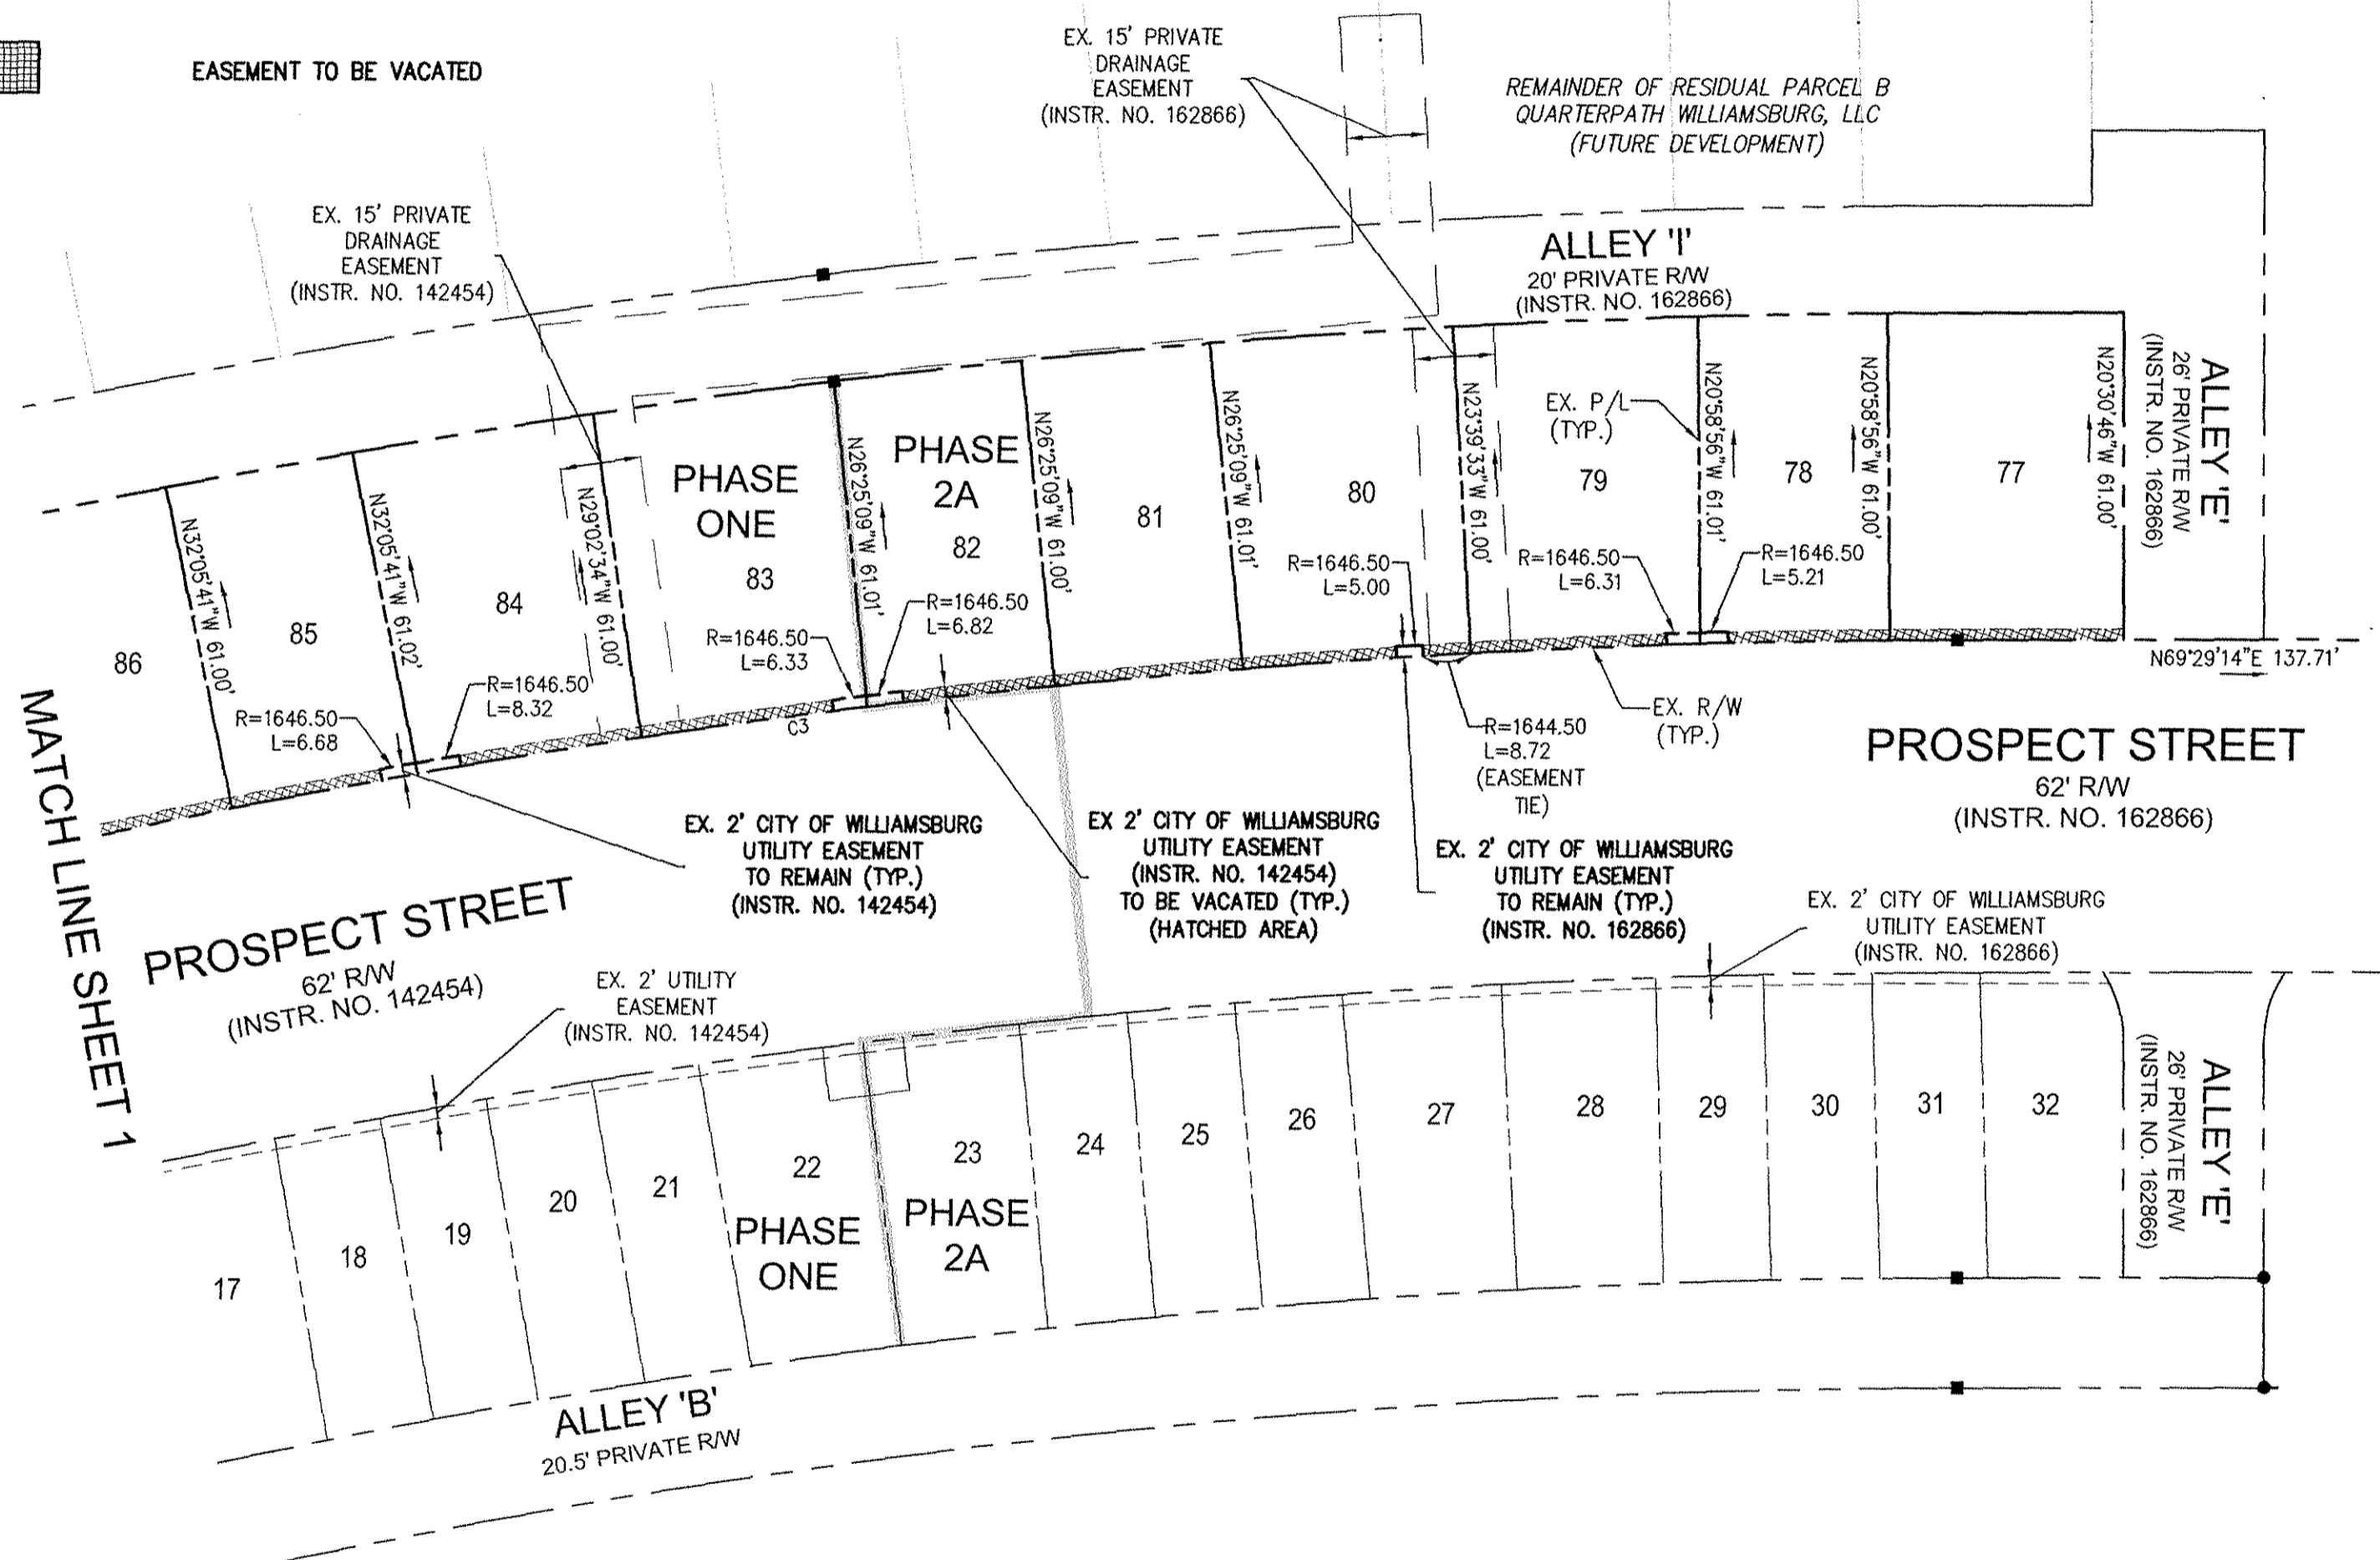 EASEMENT TO BE VACATED
EX. 15' PRIVATE
DRAINAGE
EASEMENT
(INSTR. NO. 162866)
REMAINDER OF RESIDUAL PARCEL B
QUARTERPATH WILLIAMSBURG, LLC
(FUTURE DEVELOPMENT)
EX. 15' PRIVATE
DRAINAGE
EASEMENT
(INSTR. NO. 142454)
ALLEY 'I'
20' PRIVATE R/W
(INSTR. NO. 162866)
ALLEY 'E'
26' PRIVATE R/W
(INSTR. NO. 162866)
86
N32°05'41"W 61.00'
85
N32°05'41"W 61.02'
84
N29°02'34"W 61.00'
PHASE
ONE
83
N26°25'09"W 61.01'
PHASE
2A
82
N26°25'09"W 61.00'
81
N26°25'09"W 61.01'
80
N23°39'33"W 61.00'
EX. P/L
(TYP.)
79
N20°58'56"W 61.01'
78
N20°58'56"W 61.00'
77
N20°30'46"W 61.00'
R=1646.50
L=6.68
R=1646.50
L=8.32
R=1646.50
L=6.33
R=1646.50
L=6.82
R=1646.50
L=5.00
R=1646.50
L=6.31
R=1646.50
L=5.21
C3
R=1644.50
L=8.72
(EASEMENT
TIE)
EX. R/W
(TYP.)
N69°29'14"E 137.71'
PROSPECT STREET
62' R/W
(INSTR. NO. 162866)
MATCH LINE SHEET 1
EX. 2' CITY OF WILLIAMSBURG
UTILITY EASEMENT
TO REMAIN (TYP.)
(INSTR. NO. 142454)
EX 2' CITY OF WILLIAMSBURG
UTILITY EASEMENT
(INSTR. NO. 142454)
TO BE VACATED (TYP.)
(HATCHED AREA)
EX. 2' CITY OF WILLIAMSBURG
UTILITY EASEMENT
TO REMAIN (TYP.)
(INSTR. NO. 162866)
EX. 2' CITY OF WILLIAMSBURG
UTILITY EASEMENT
(INSTR. NO. 162866)
PROSPECT STREET
62' R/W
(INSTR. NO. 142454)
EX. 2' UTILITY
EASEMENT
(INSTR. NO. 142454)
17
18
19
20
21
22
PHASE
ONE
23
PHASE
2A
24
25
26
27
28
29
30
31
32
ALLEY 'E'
26' PRIVATE R/W
(INSTR. NO. 162866)
ALLEY 'B'
20.5' PRIVATE R/W